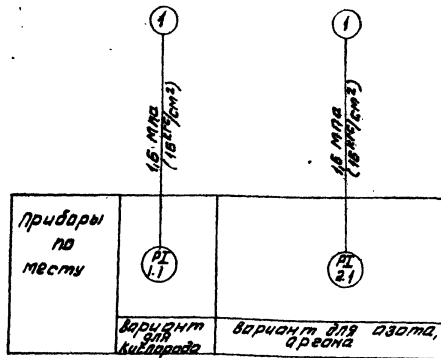 1
1
1,6 МПа
(16 кгс/см²)
1,6 МПа
(16 кгс/см²)
Приборы
по
месту
PI
1.1
PI
2.1
Вариант
для
кислорода
Вариант для азота,
аргона